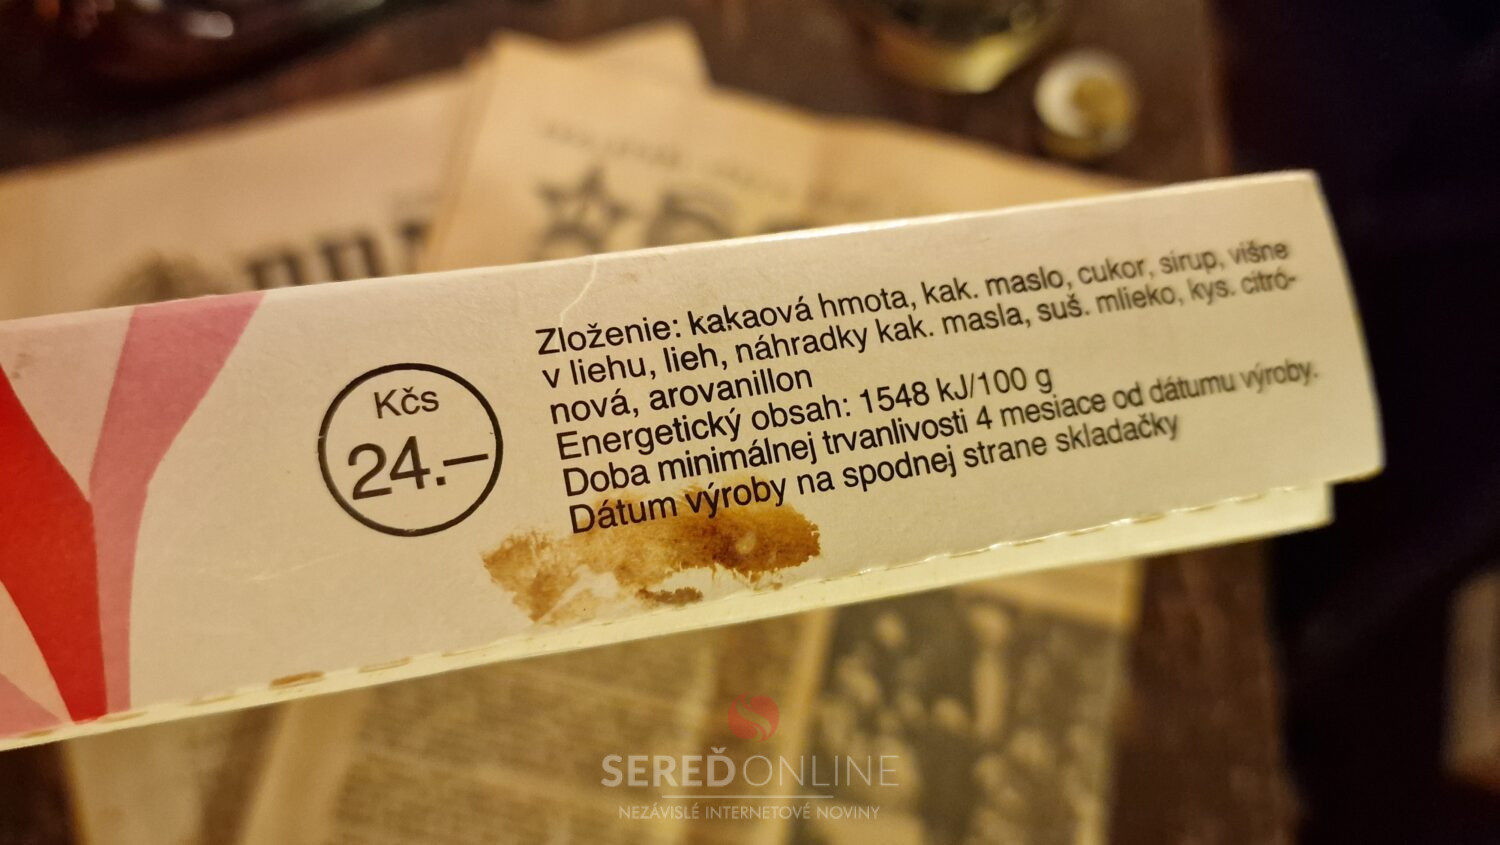 Kčs
24.–
Zloženie: kakaová hmota, kak. maslo, cukor, sirup, višne
v liehu, lieh, náhradky kak. masla, suš. mlieko, kys. citró-
nová, arovanillon
Energetický obsah: 1548 kJ/100 g
Doba minimálnej trvanlivosti 4 mesiace od dátumu výroby.
Dátum výroby na spodnej strane skladačky
SEREĎ ONLINE
NEZÁVISLÉ INTERNETOVÉ NOVINY